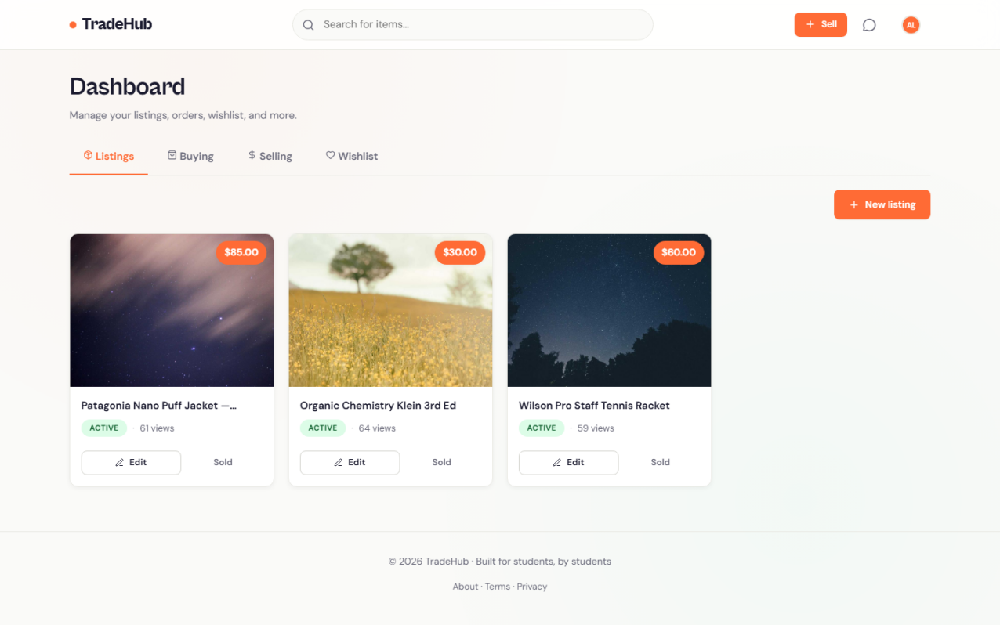 TradeHub
Search for items...
+ Sell
AL
Dashboard
Manage your listings, orders, wishlist, and more.
Listings
Buying
Selling
Wishlist
+ New listing
$85.00
$30.00
$60.00
Patagonia Nano Puff Jacket —...
ACTIVE · 61 views
Edit
Sold
Organic Chemistry Klein 3rd Ed
ACTIVE · 64 views
Edit
Sold
Wilson Pro Staff Tennis Racket
ACTIVE · 59 views
Edit
Sold
© 2026 TradeHub · Built for students, by students
About · Terms · Privacy